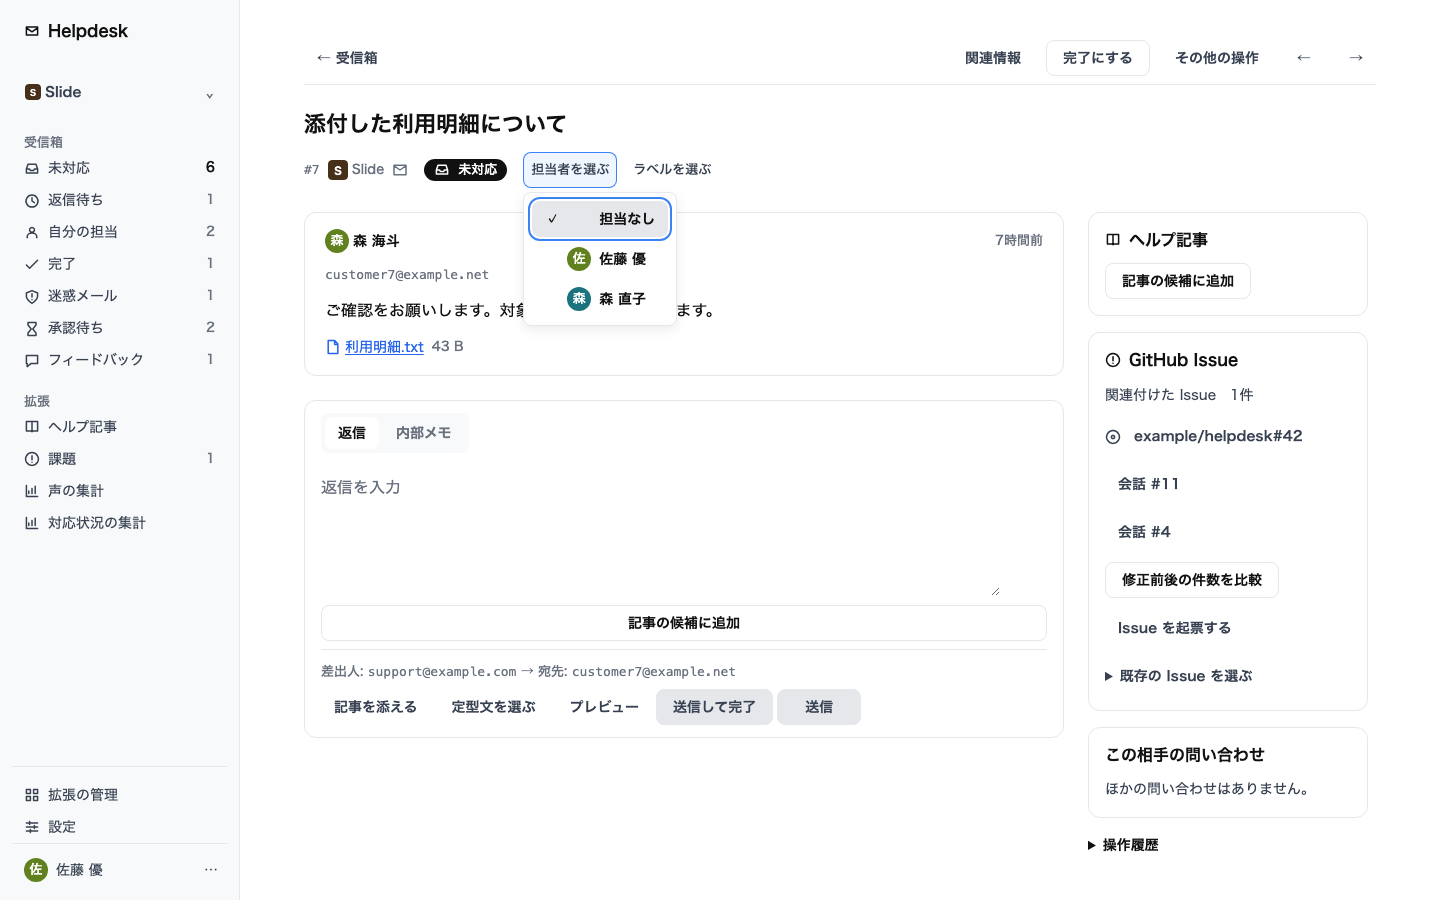 Helpdesk
S Slide
受信箱
未対応 6
返信待ち 1
自分の担当 2
完了 1
迷惑メール 1
承認待ち 2
フィードバック 1
拡張
ヘルプ記事
課題 1
声の集計
対応状況の集計
拡張の管理
設定
佐 佐藤 優 …
← 受信箱 関連情報 完了にする その他の操作 ← →
添付した利用明細について
#7 S Slide 未対応 担当者を選ぶ ラベルを選ぶ
✓ 担当なし
佐 佐藤 優
森 森 直子
森 森 海斗 7時間前
customer7@example.net
ご確認をお願いします。対 ます。
利用明細.txt 43 B
返信 内部メモ
返信を入力
記事の候補に追加
差出人: support@example.com → 宛先: customer7@example.net
記事を添える 定型文を選ぶ プレビュー 送信して完了 送信
ヘルプ記事
記事の候補に追加
GitHub Issue
関連付けた Issue 1件
example/helpdesk#42
会話 #11
会話 #4
修正前後の件数を比較
Issue を起票する
▶ 既存の Issue を選ぶ
この相手の問い合わせ
ほかの問い合わせはありません。
▶ 操作履歴